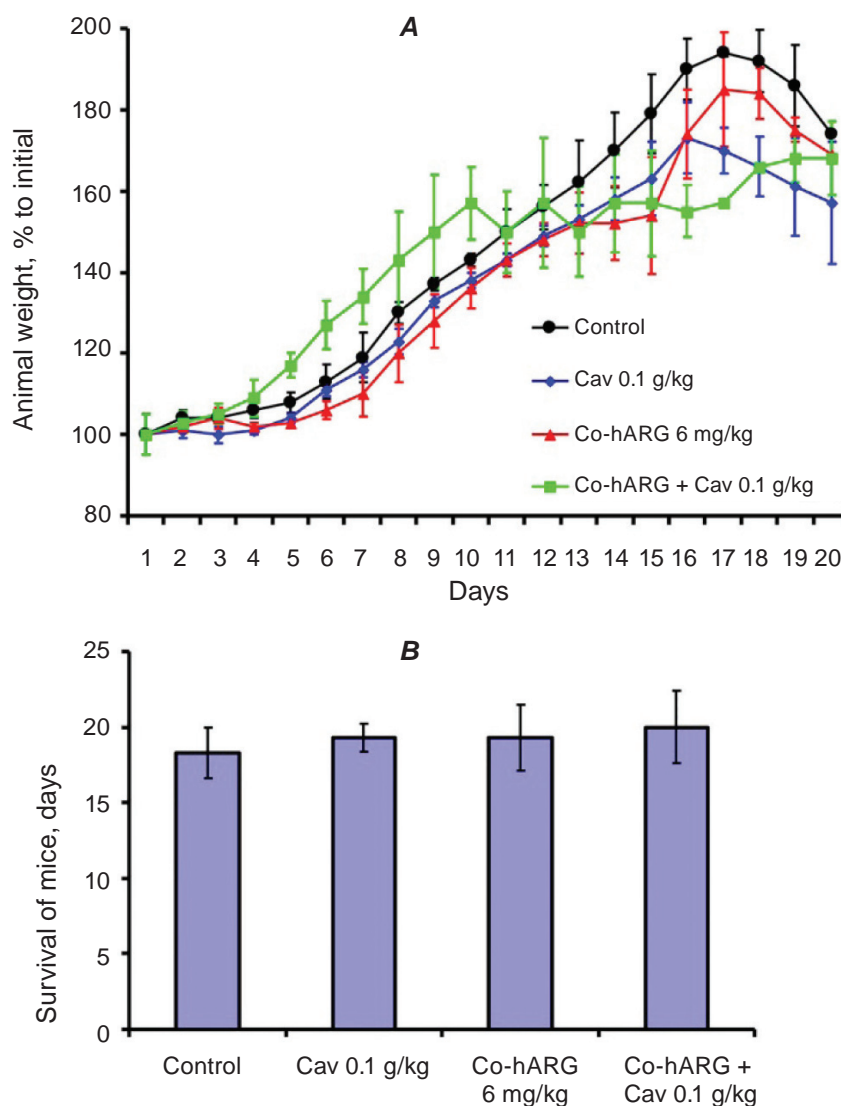 A
Animal weight, % to initial
200
180
160
140
120
100
80
Control
Cav 0.1 g/kg
Co-hARG 6 mg/kg
Co-hARG + Cav 0.1 g/kg
1 2 3 4 5 6 7 8 9 10 11 12 13 14 15 16 17 18 19 20
Days
B
Survival of mice, days
25
20
15
10
5
0
Control
Cav 0.1 g/kg
Co-hARG
6 mg/kg
Co-hARG +
Cav 0.1 g/kg